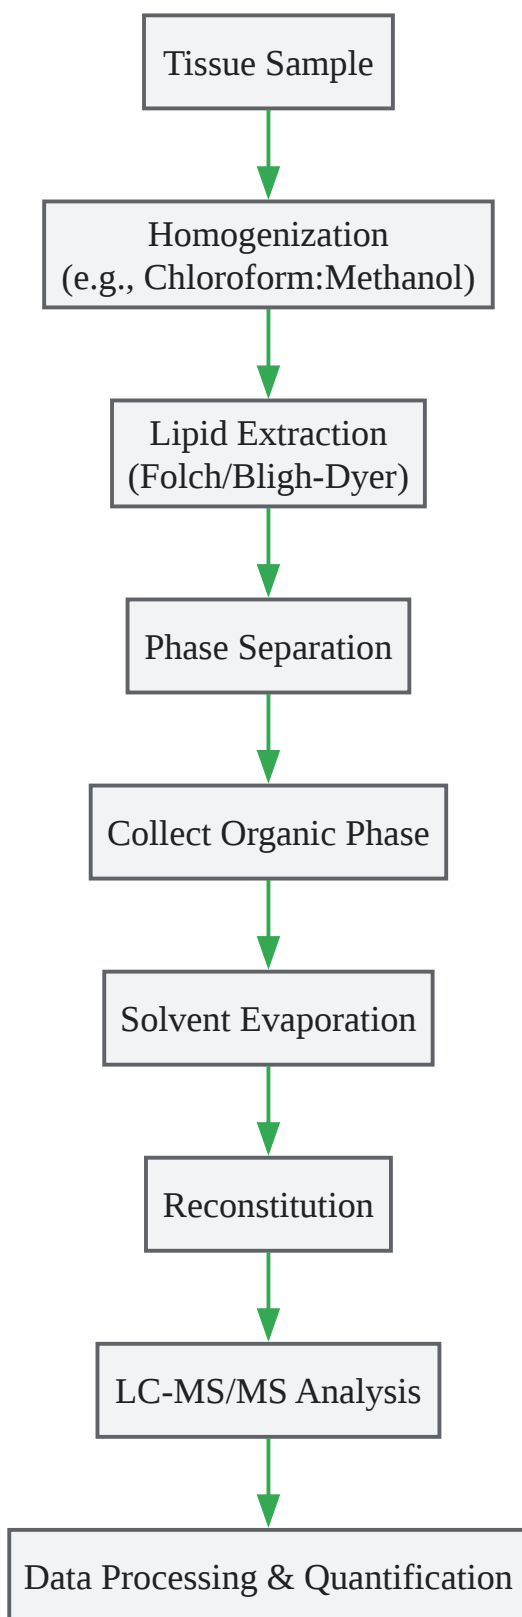 Tissue Sample
Homogenization
(e.g., Chloroform:Methanol)
Lipid Extraction
(Folch/Bligh-Dyer)
Phase Separation
Collect Organic Phase
Solvent Evaporation
Reconstitution
LC-MS/MS Analysis
Data Processing & Quantification